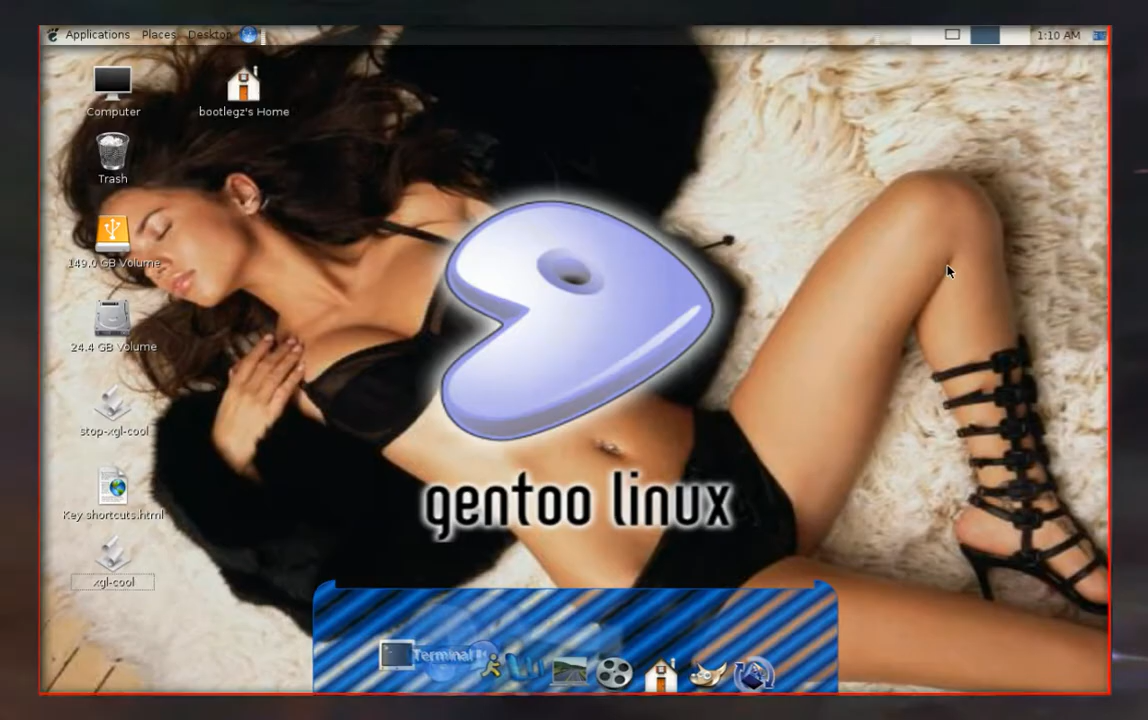 Applications Places Desktop
1:10 AM
Computer
bootlegz's Home
Trash
149.0 GB Volume
24.4 GB Volume
stop-xgl-cool
Key shortcuts.html
xgl-cool
gentoo linux
Terminal